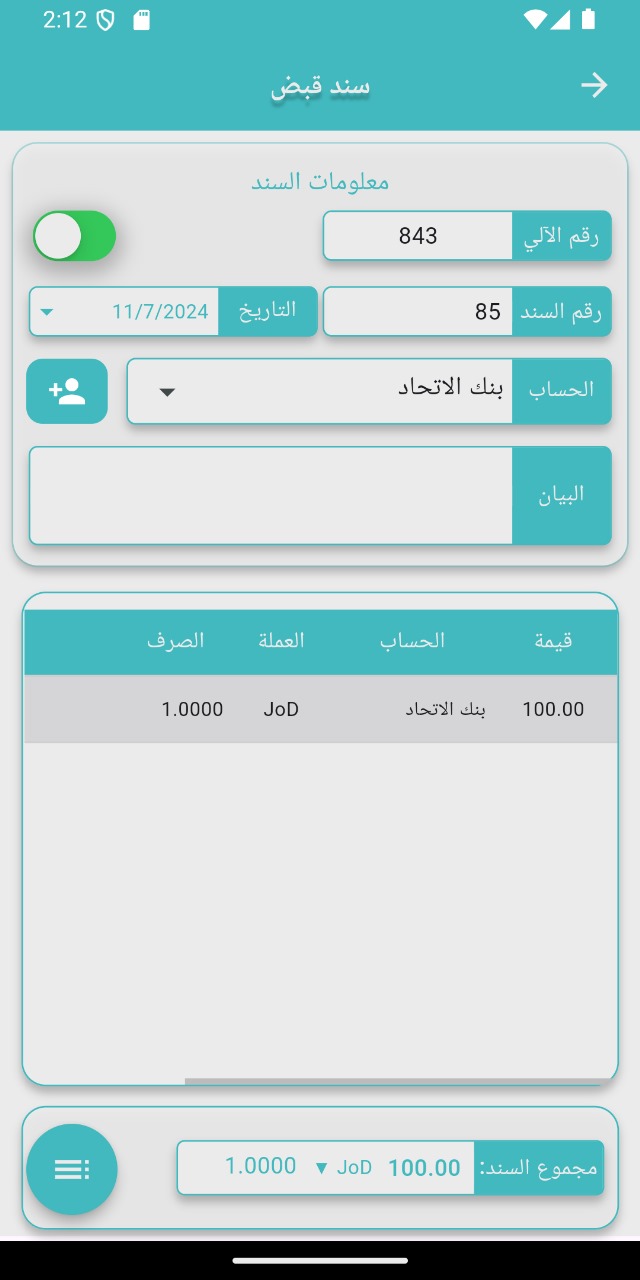 2:12
سند قبض
معلومات السند
رقم الآلي 843
رقم السند 85 التاريخ 11/7/2024
الحساب بنك الاتحاد
البيان
قيمة الحساب العملة الصرف
100.00 بنك الاتحاد JoD 1.0000
مجموع السند: 100.00 JoD 1.0000